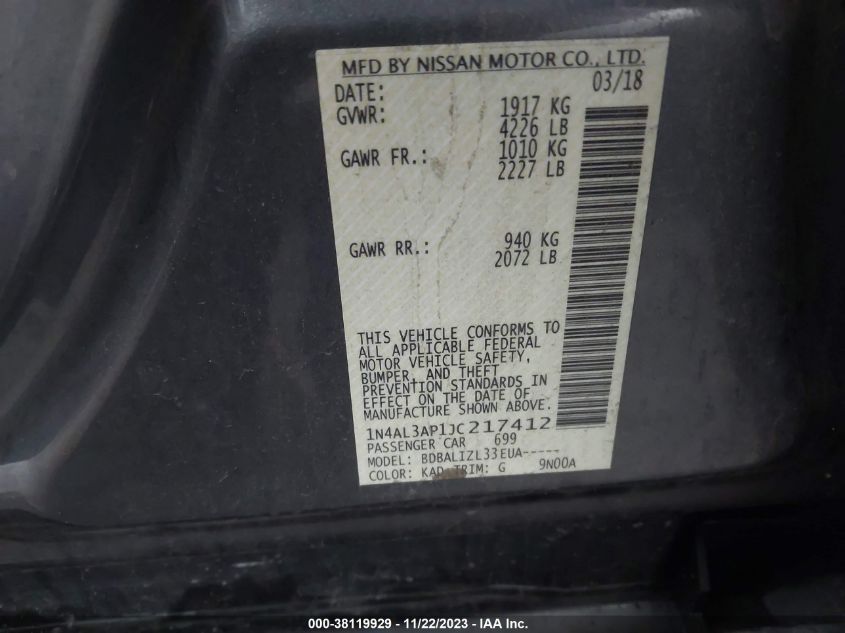 MFD BY NISSAN MOTOR CO., LTD.
DATE: 03/18
GVWR: 1917 KG
4226 LB
GAWR FR.: 1010 KG
2227 LB
GAWR RR.: 940 KG
2072 LB
THIS VEHICLE CONFORMS TO
ALL APPLICABLE FEDERAL
MOTOR VEHICLE SAFETY,
BUMPER, AND THEFT
PREVENTION STANDARDS IN
EFFECT ON THE DATE OF
MANUFACTURE SHOWN ABOVE.
1N4AL3AP1JC217412
PASSENGER CAR 699
MODEL: BDBALIZL33EUA-----
COLOR: KAD TRIM: G 9N00A
000-38119929 - 11/22/2023 - IAA Inc.